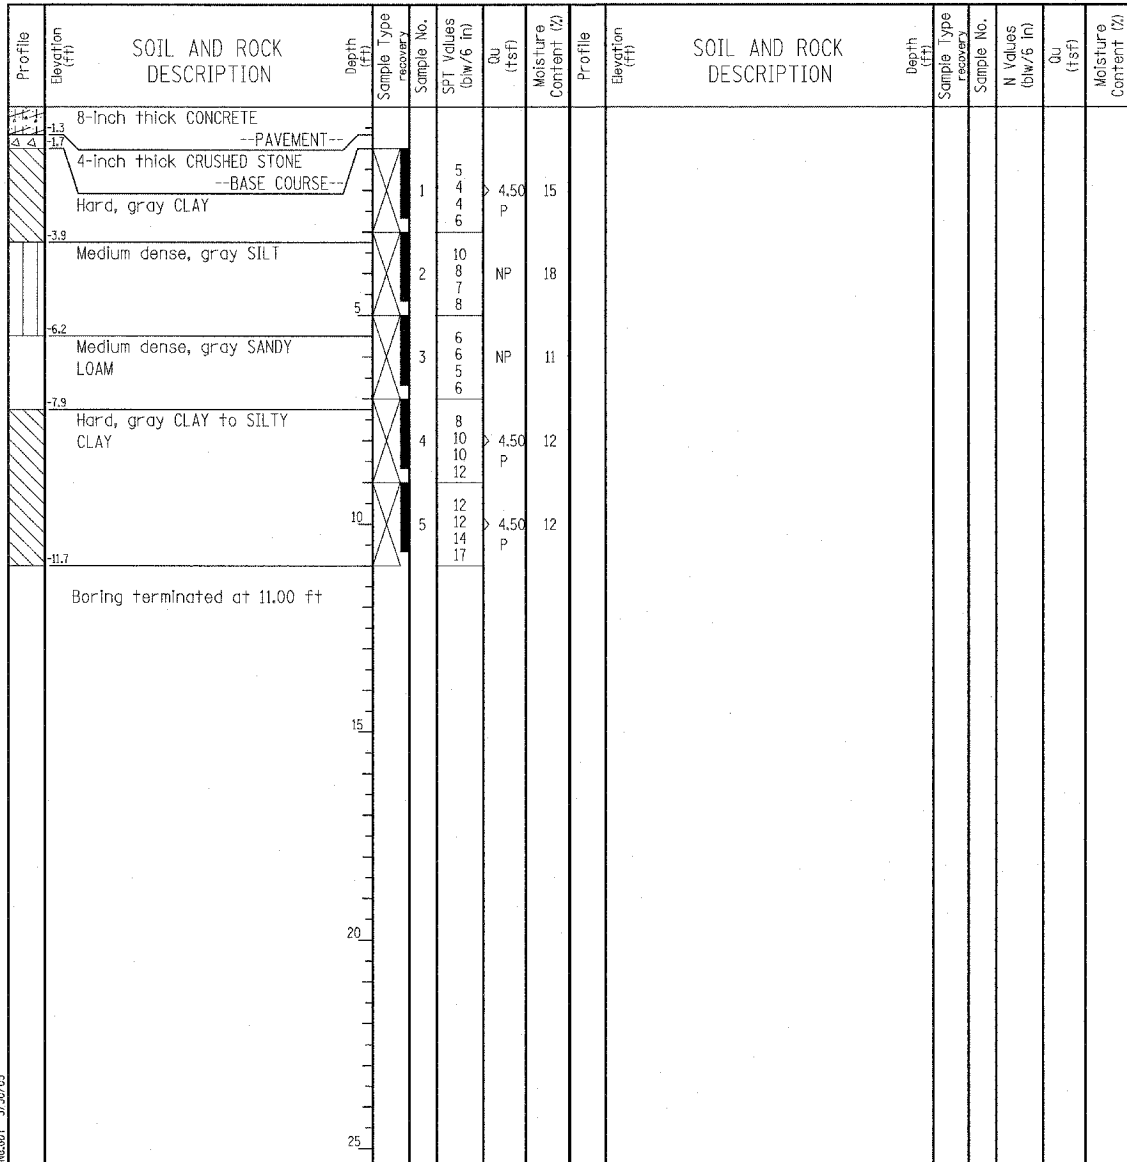 Profile
Elevation (ft)
SOIL AND ROCK
DESCRIPTION
Depth (ft)
Sample Type
recovery
Sample No.
SPT Values (blw/6 in)
Qu (tsf)
Moisture Content (%)
Profile
Elevation (ft)
SOIL AND ROCK
DESCRIPTION
Depth (ft)
Sample Type
recovery
Sample No.
N Values (blw/6 in)
Qu (tsf)
Moisture Content (%)
8-inch thick CONCRETE
-1.3
--PAVEMENT--
-1.7
4-inch thick CRUSHED STONE
--BASE COURSE--
Hard, gray CLAY
1
5
4
4
6
> 4.50
P
15
-3.9
Medium dense, gray SILT
2
10
8
7
8
NP
18
5
-6.2
Medium dense, gray SANDY
LOAM
3
6
6
5
6
NP
11
-7.9
Hard, gray CLAY to SILTY
CLAY
4
8
10
10
12
> 4.50
P
12
10
5
12
12
14
17
> 4.50
P
12
-11.7
Boring terminated at 11.00 ft
15
20
25